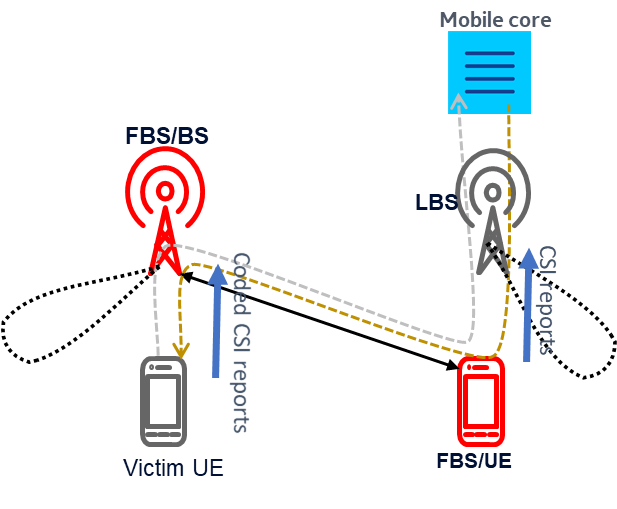 Mobile core
FBS/BS
LBS
Coded CSI reports
CSI reports
Victim UE
FBS/UE